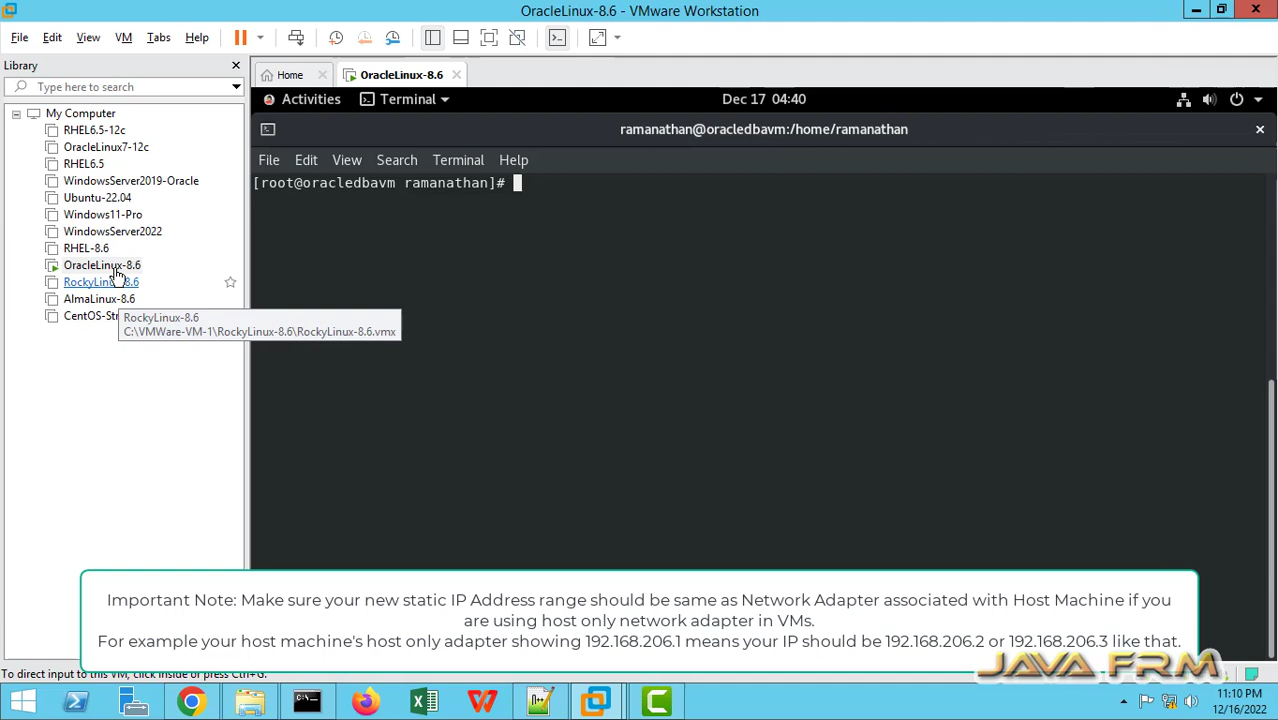 OracleLinux-8.6 - VMware Workstation
File Edit View VM Tabs Help
Library
Type here to search
My Computer
RHEL6.5-12c
OracleLinux7-12c
RHEL6.5
WindowsServer2019-Oracle
Ubuntu-22.04
Windows11-Pro
WindowsServer2022
RHEL-8.6
OracleLinux-8.6
RockyLin 8.6
AlmaLinux-8.6
CentOS-Str
RockyLinux-8.6
C:\VMWare-VM-1\RockyLinux-8.6\RockyLinux-8.6.vmx
Home OracleLinux-8.6
Activities Terminal Dec 17 04:40
ramanathan@oracledbavm:/home/ramanathan
File Edit View Search Terminal Help
[root@oracledbavm ramanathan]#
Important Note: Make sure your new static IP Address range should be same as Network Adapter associated with Host Machine if you
are using host only network adapter in VMs.
For example your host machine's host only adapter showing 192.168.206.1 means your IP should be 192.168.206.2 or 192.168.206.3 like that.
JAVA FRM
To direct input to this VM, click inside or press Ctrl+G.
11:10 PM
12/16/2022